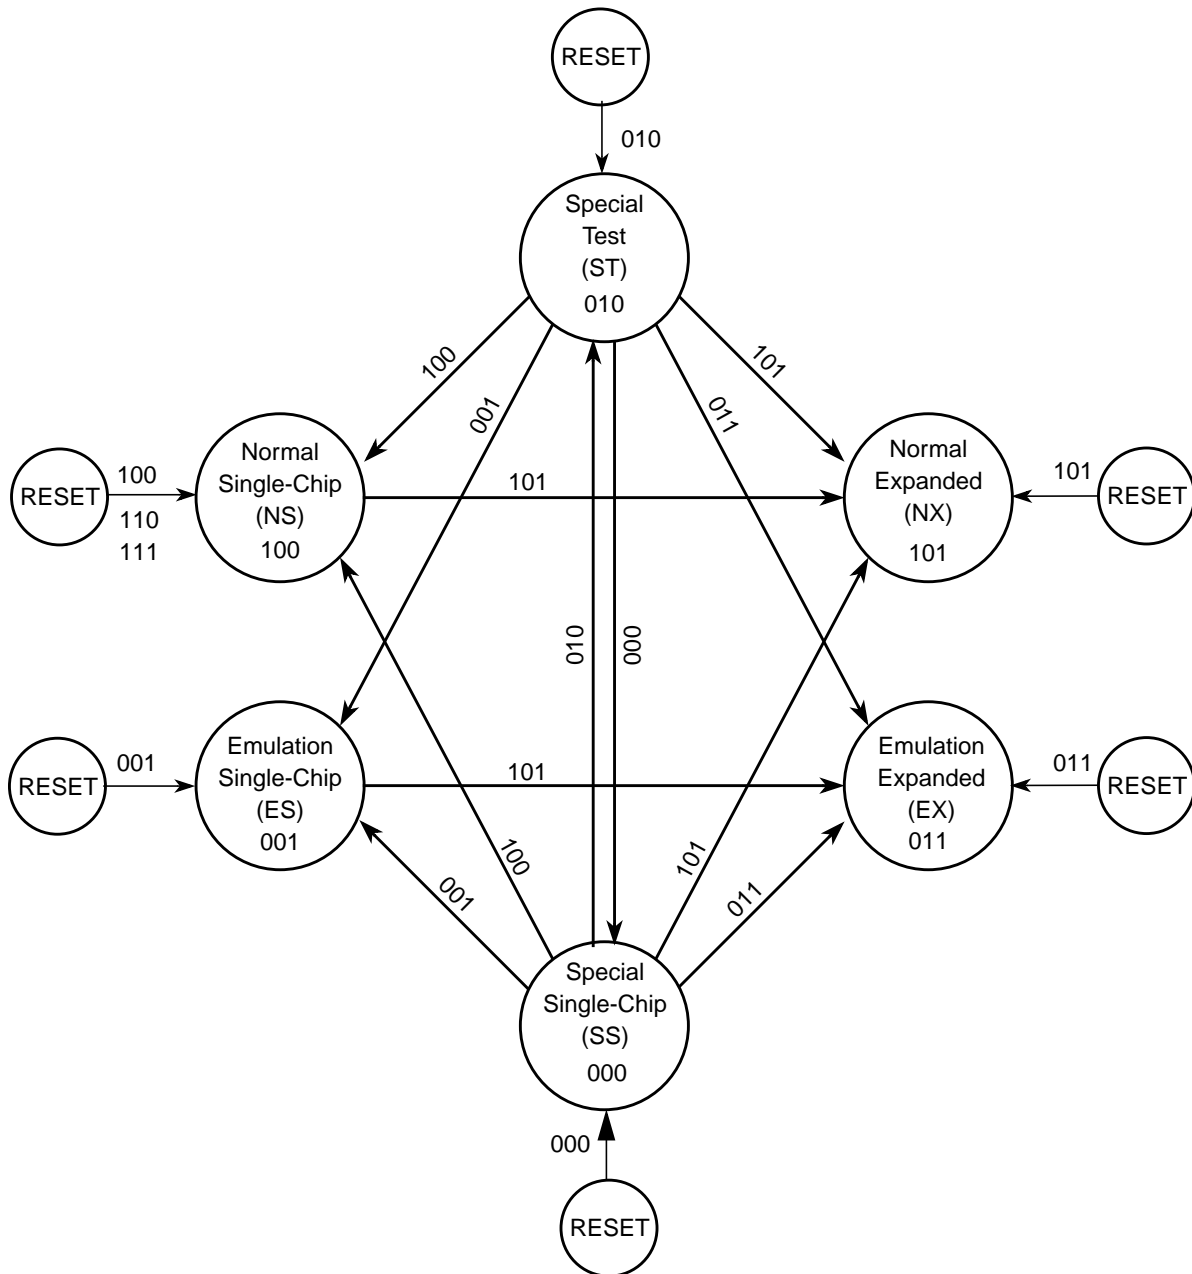 RESET
010
Special
Test
(ST)
010
100
101
001
011
Normal
Single-Chip
(NS)
100
Normal
Expanded
(NX)
101
RESET
100
110
111
101
101
RESET
010
000
Emulation
Single-Chip
(ES)
001
Emulation
Expanded
(EX)
011
RESET
001
101
011
RESET
100
101
001
011
Special
Single-Chip
(SS)
000
000
RESET